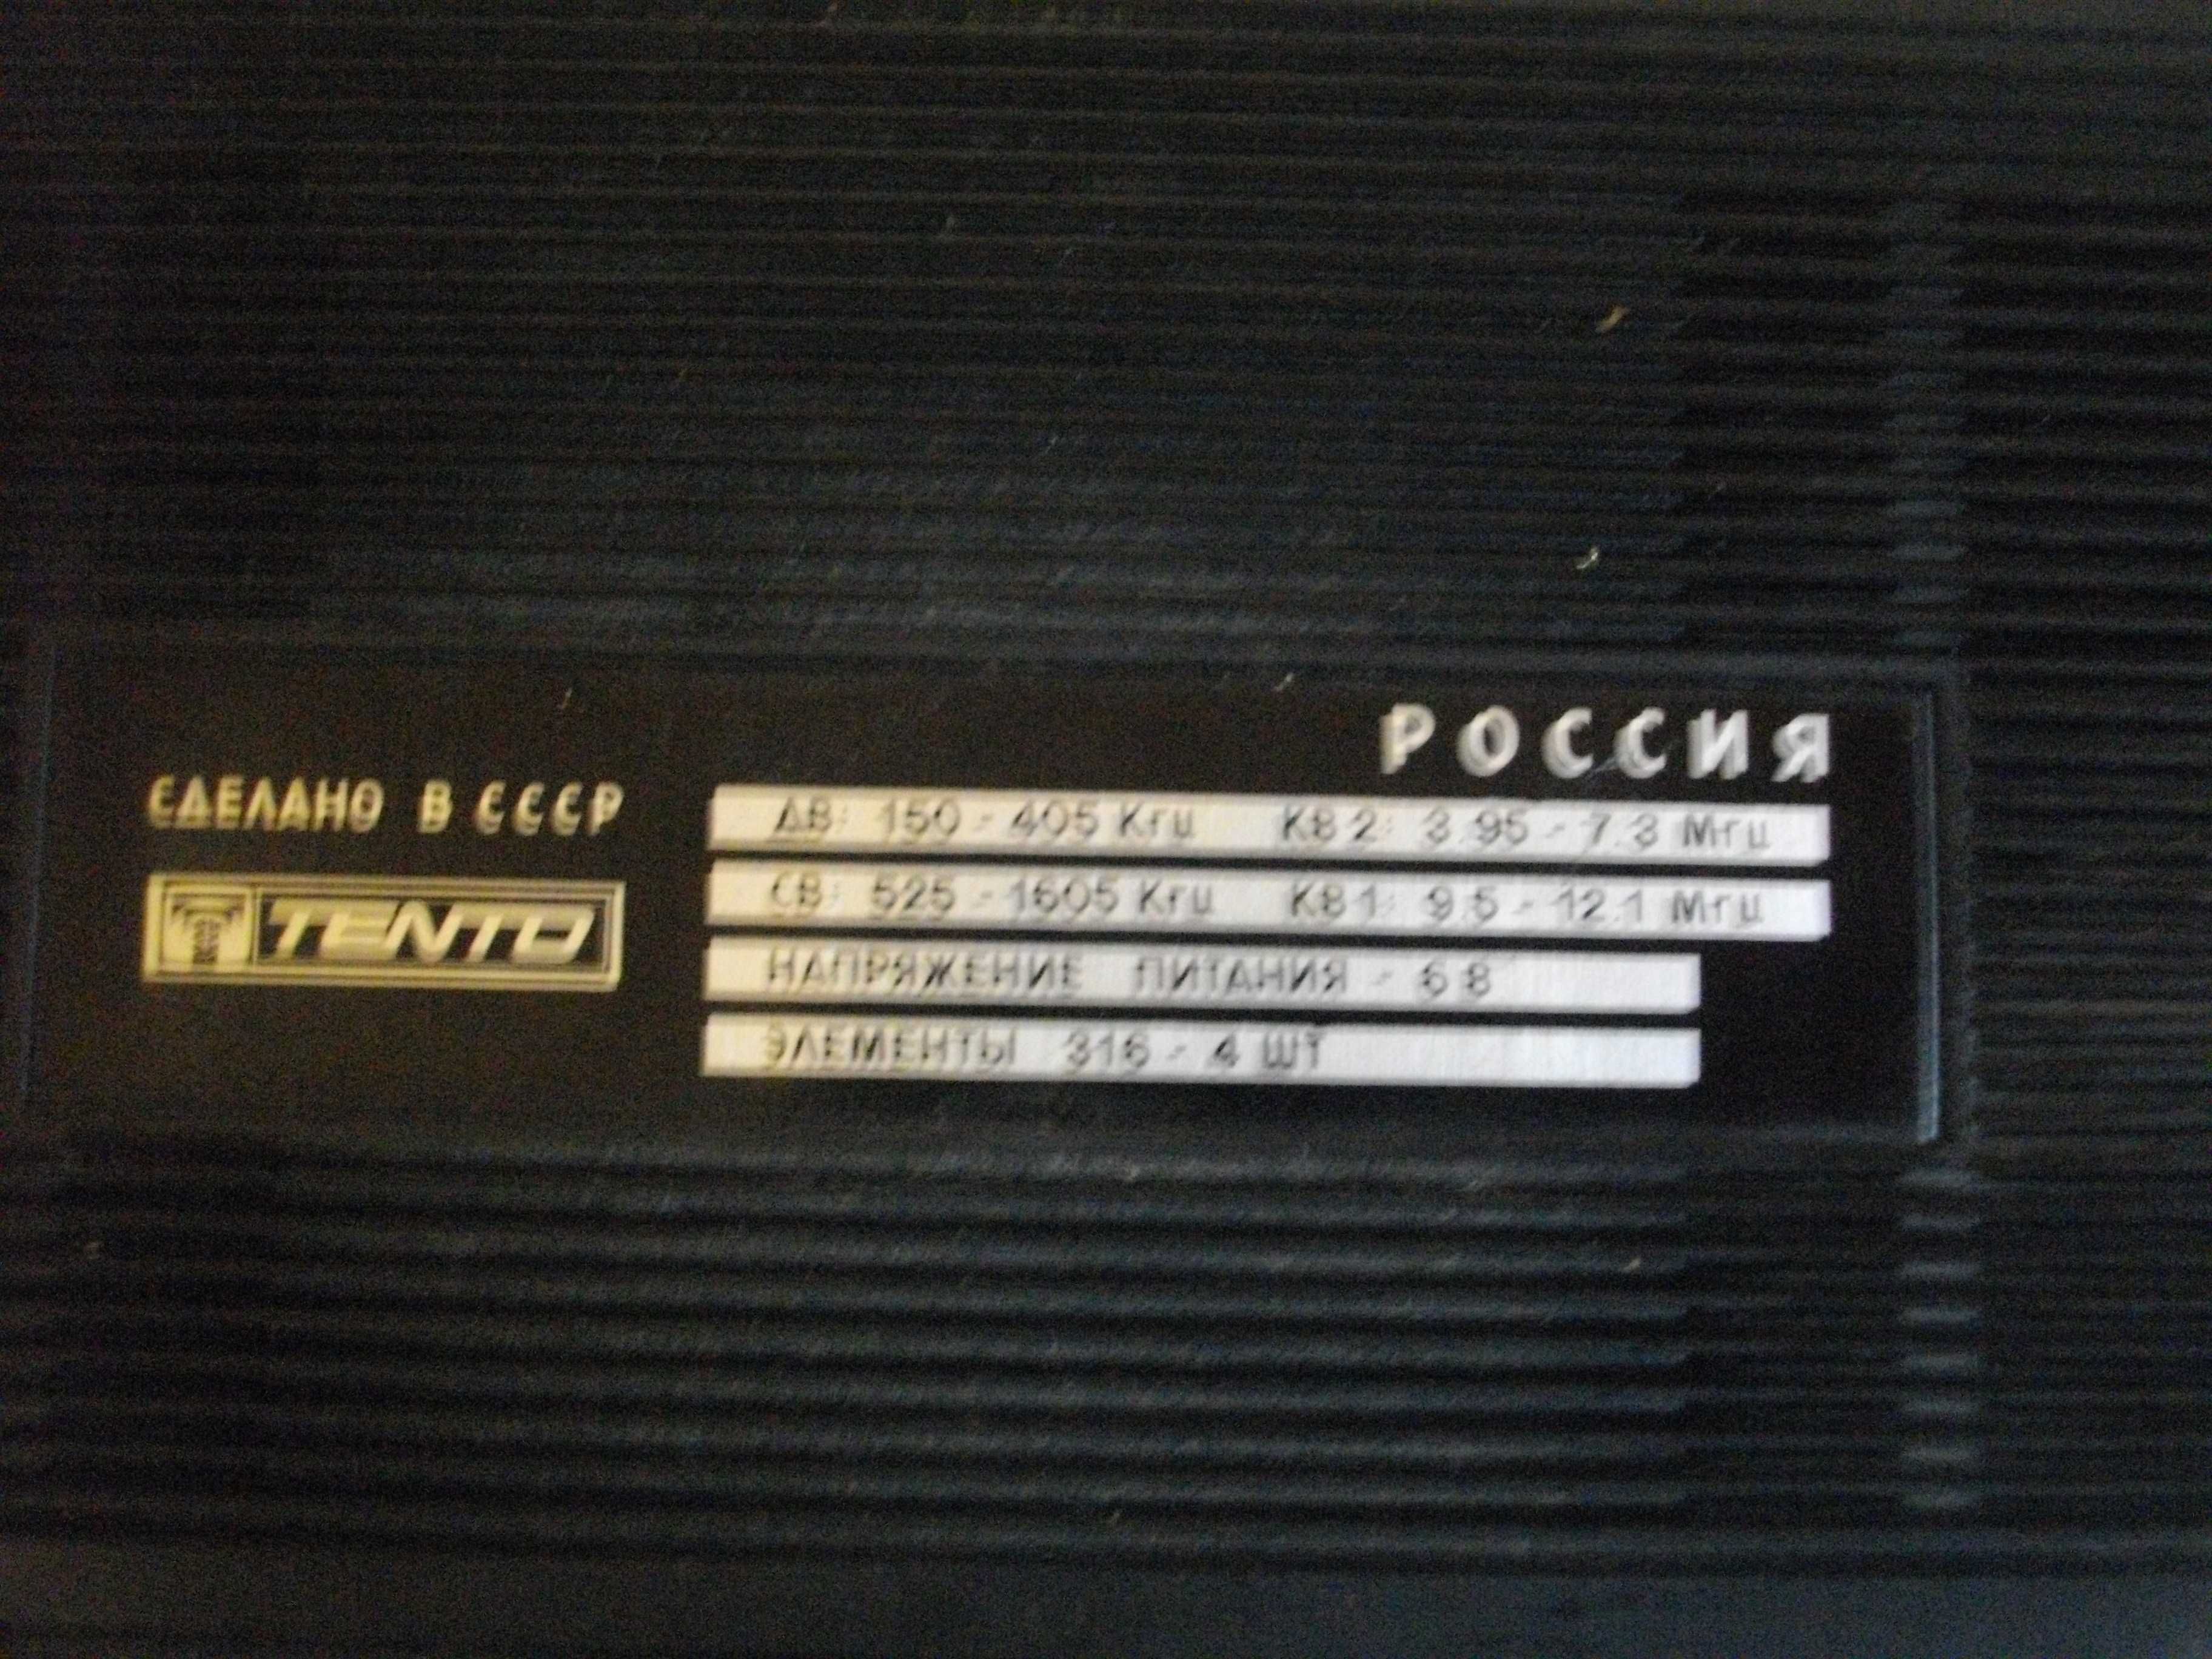 РОССИЯ
СДЕЛАНО В СССР
TENTO
ДВ: 150 - 405 Кгц КВ 2: 3.95 - 7.3 Мгц
СВ: 525 - 1605 Кгц КВ 1: 9.5 - 12.1 Мгц
НАПРЯЖЕНИЕ ПИТАНИЯ - 6 В
ЭЛЕМЕНТЫ 316 - 4 ШТ